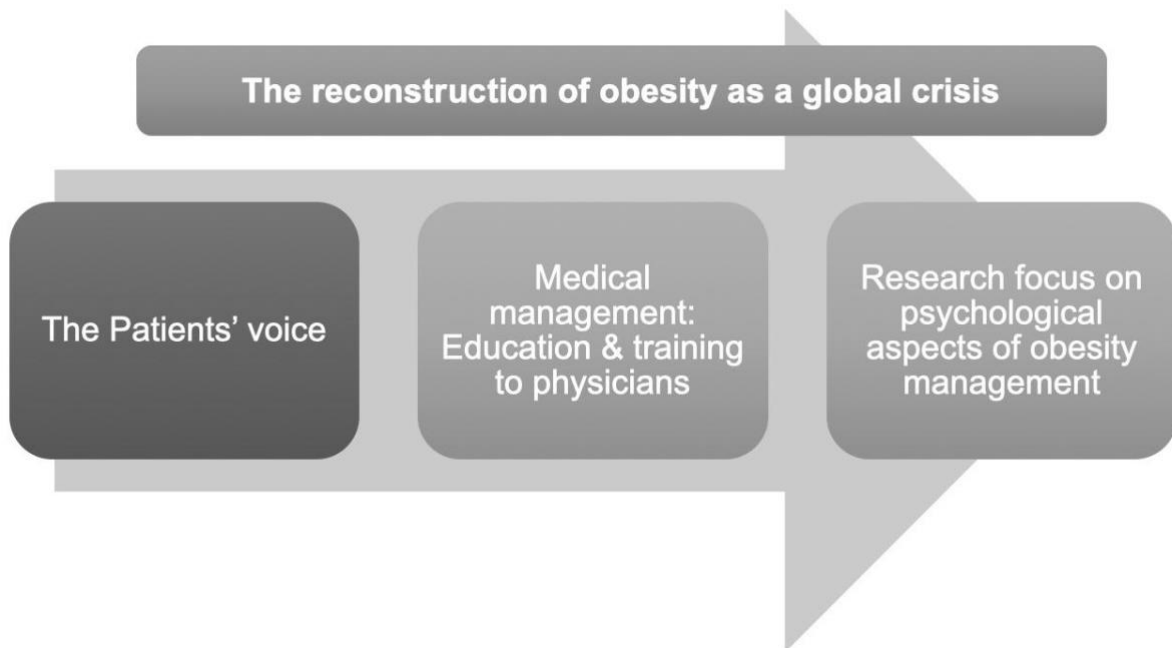 The reconstruction of obesity as a global crisis
The Patients’ voice
Medical
management:
Education & training
to physicians
Research focus on
psychological
aspects of obesity
management